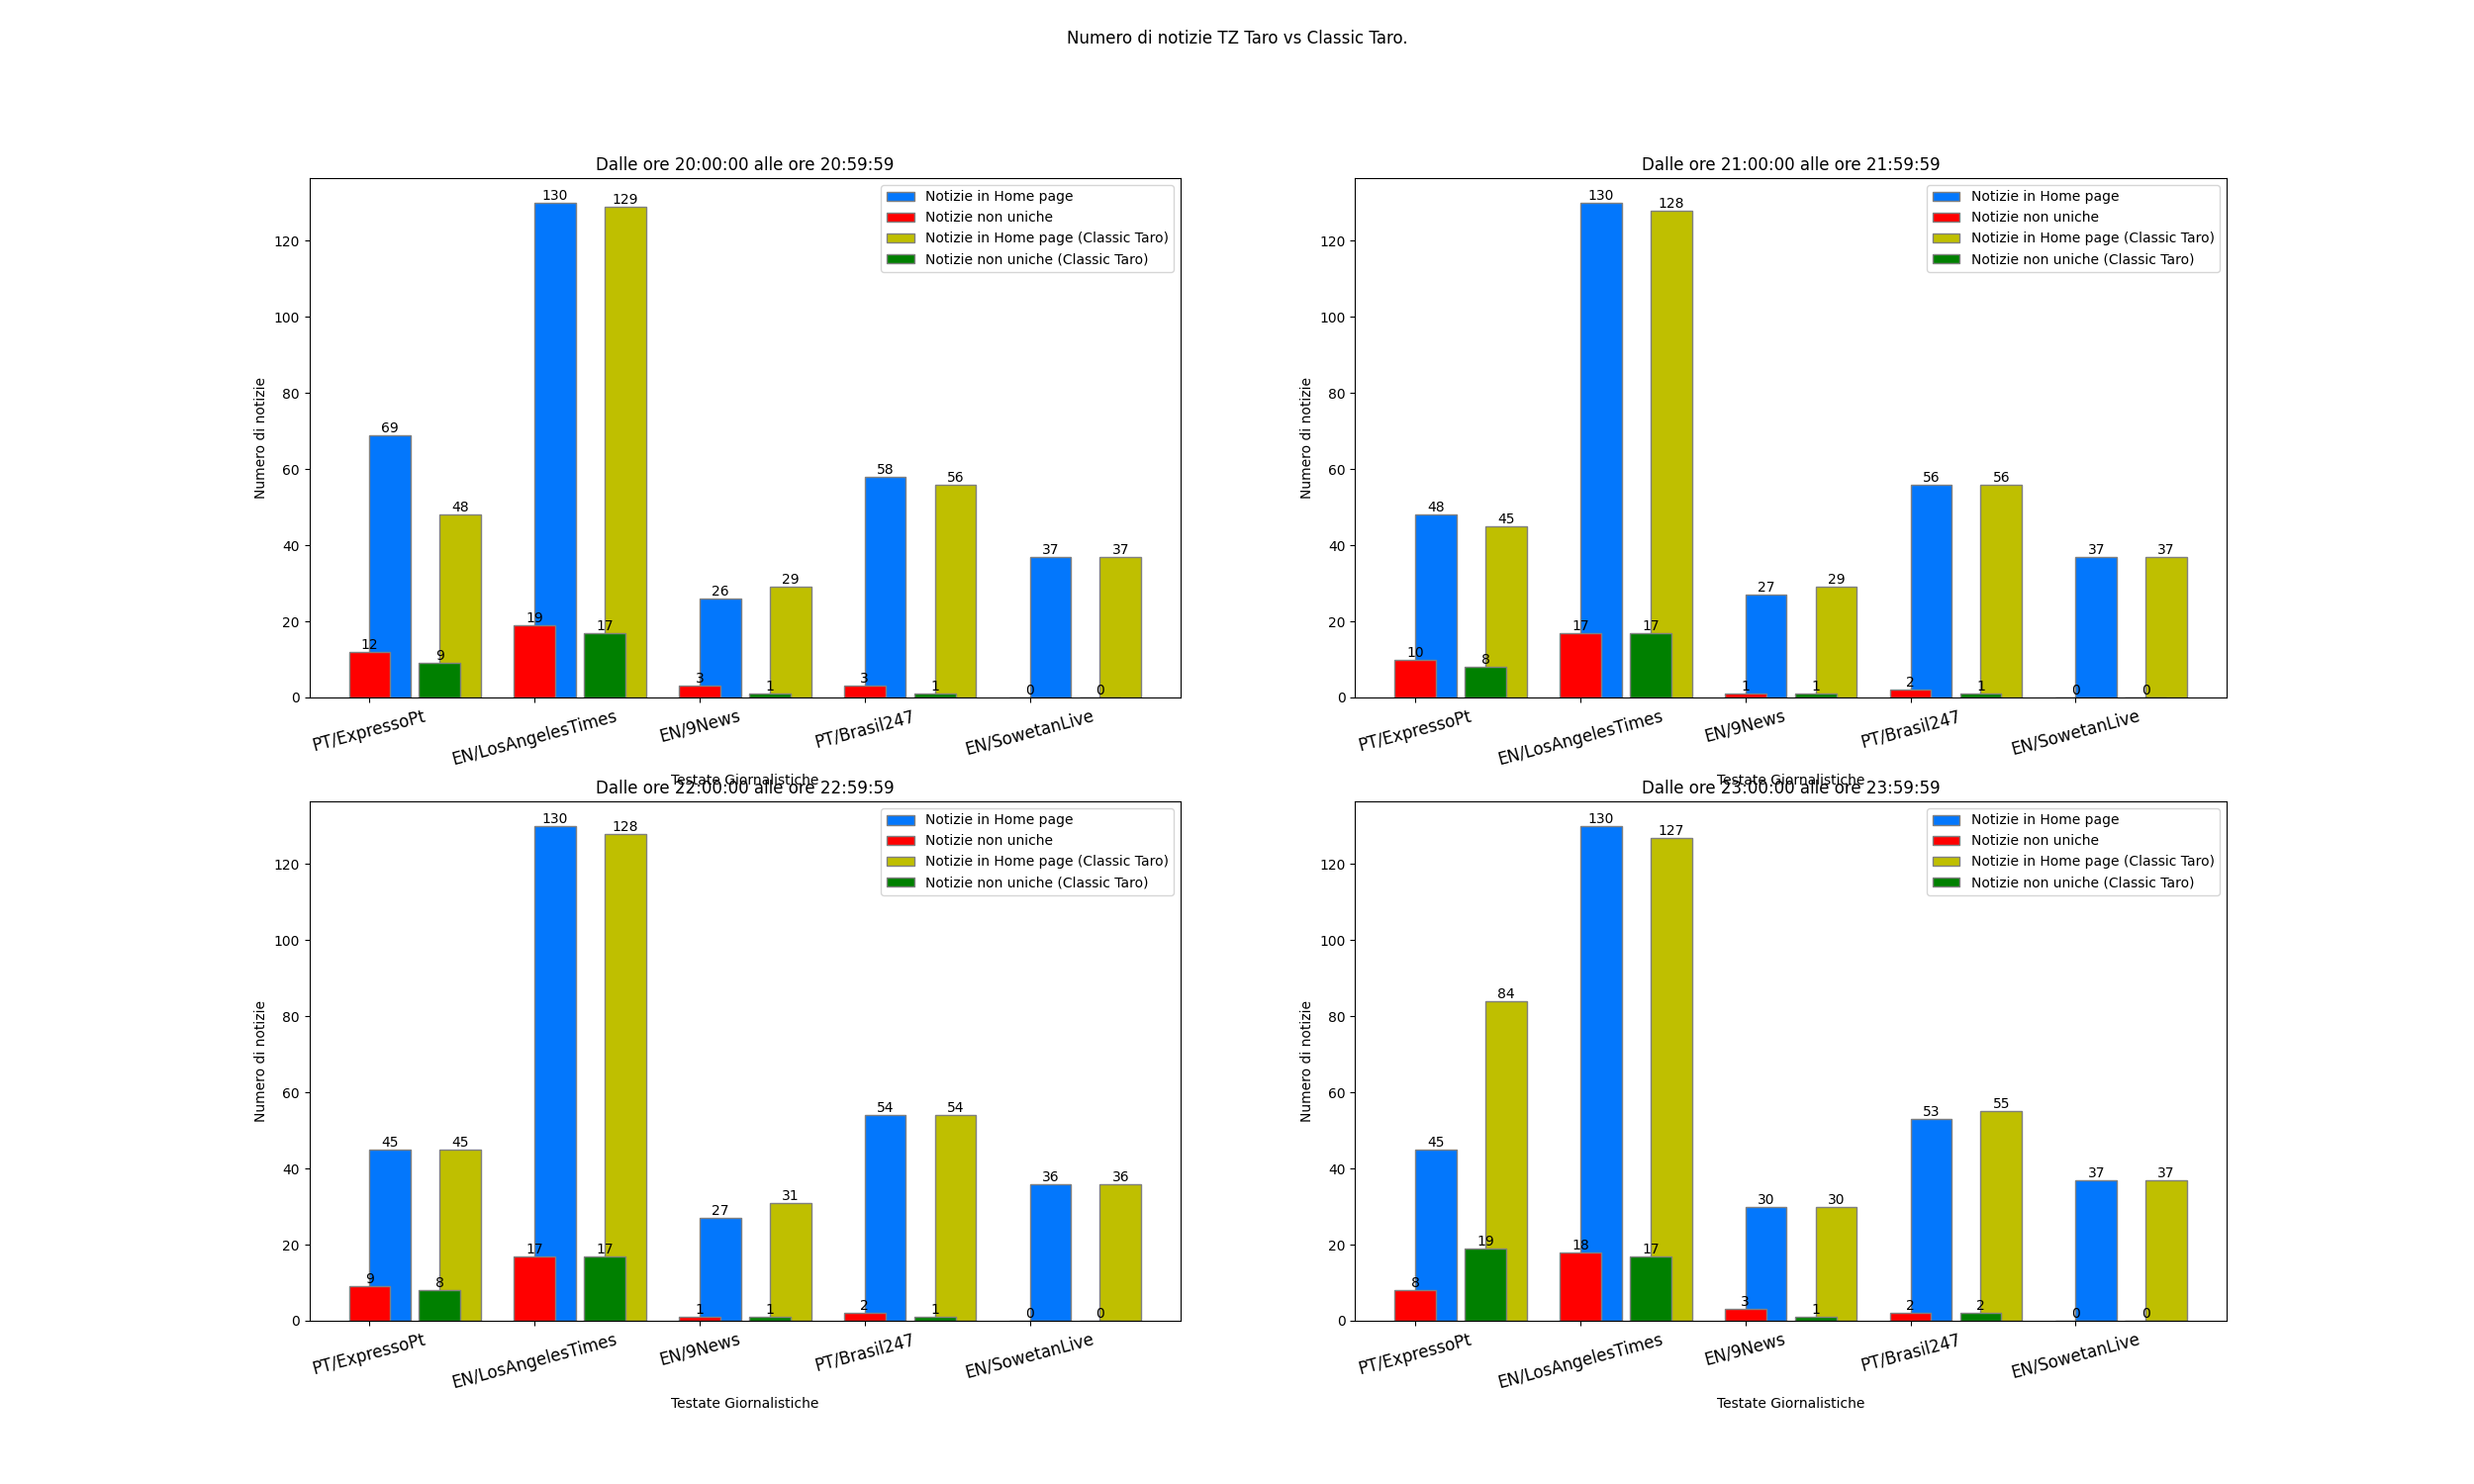 Numero di notizie TZ Taro vs Classic Taro.
Dalle ore 20:00:00 alle ore 20:59:59
Notizie in Home page
Notizie non uniche
Notizie in Home page (Classic Taro)
Notizie non uniche (Classic Taro)
Numero di notizie
0
20
40
60
80
100
120
12 69 9 48
19 130 17 129
3 26 1 29
3 58 1 56
0 37 0 37
PT/ExpressoPt
EN/LosAngelesTimes
EN/9News
PT/Brasil247
EN/SowetanLive
Testate Giornalistiche
Dalle ore 21:00:00 alle ore 21:59:59
Notizie in Home page
Notizie non uniche
Notizie in Home page (Classic Taro)
Notizie non uniche (Classic Taro)
Numero di notizie
0
20
40
60
80
100
120
10 48 8 45
17 130 17 128
1 27 1 29
2 56 1 56
0 37 0 37
PT/ExpressoPt
EN/LosAngelesTimes
EN/9News
PT/Brasil247
EN/SowetanLive
Testate Giornalistiche
Dalle ore 22:00:00 alle ore 22:59:59
Notizie in Home page
Notizie non uniche
Notizie in Home page (Classic Taro)
Notizie non uniche (Classic Taro)
Numero di notizie
0
20
40
60
80
100
120
9 45 8 45
17 130 17 128
1 27 1 31
2 54 1 54
0 36 0 36
PT/ExpressoPt
EN/LosAngelesTimes
EN/9News
PT/Brasil247
EN/SowetanLive
Testate Giornalistiche
Dalle ore 23:00:00 alle ore 23:59:59
Notizie in Home page
Notizie non uniche
Notizie in Home page (Classic Taro)
Notizie non uniche (Classic Taro)
Numero di notizie
0
20
40
60
80
100
120
8 45 19 84
18 130 17 127
3 30 1 30
2 53 2 55
0 37 0 37
PT/ExpressoPt
EN/LosAngelesTimes
EN/9News
PT/Brasil247
EN/SowetanLive
Testate Giornalistiche